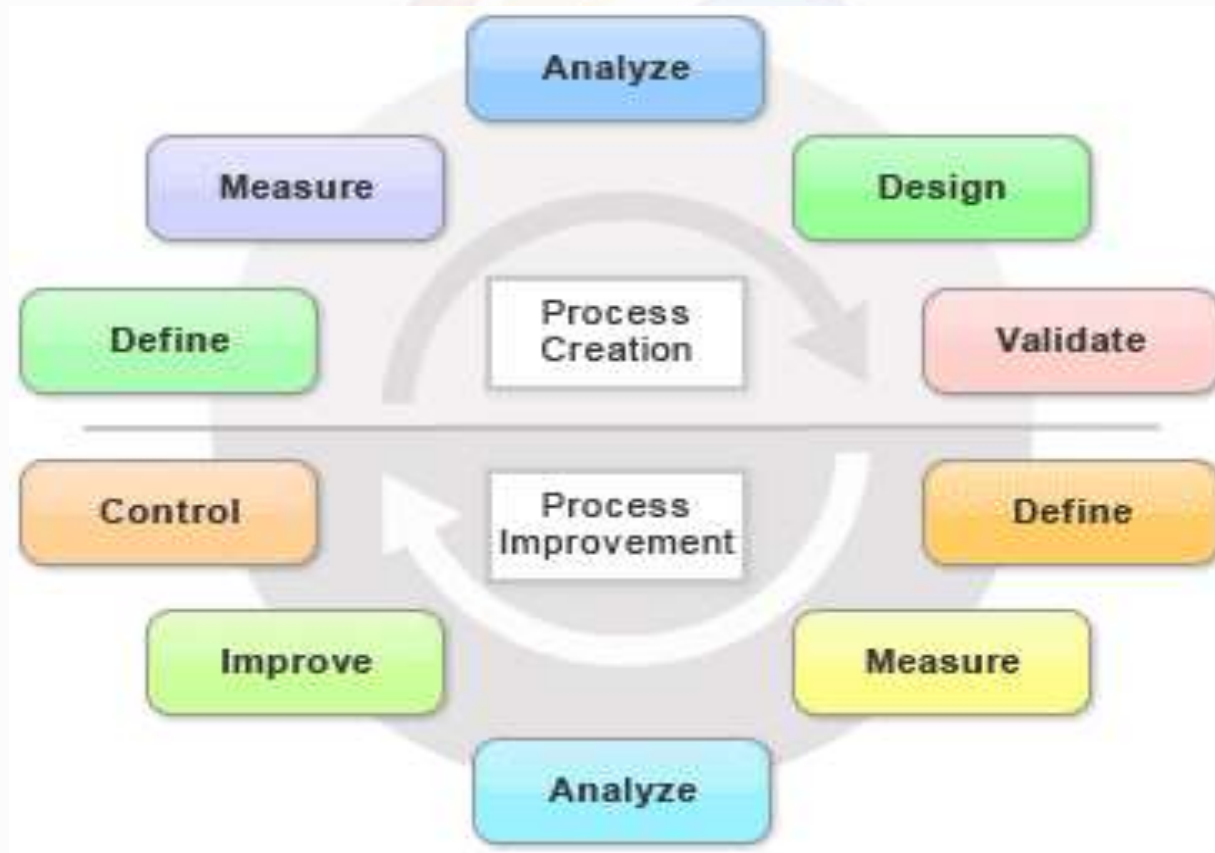 Analyze
Measure
Design
Define
Process
Creation
Validate
Control
Process
Improvement
Define
Improve
Measure
Analyze